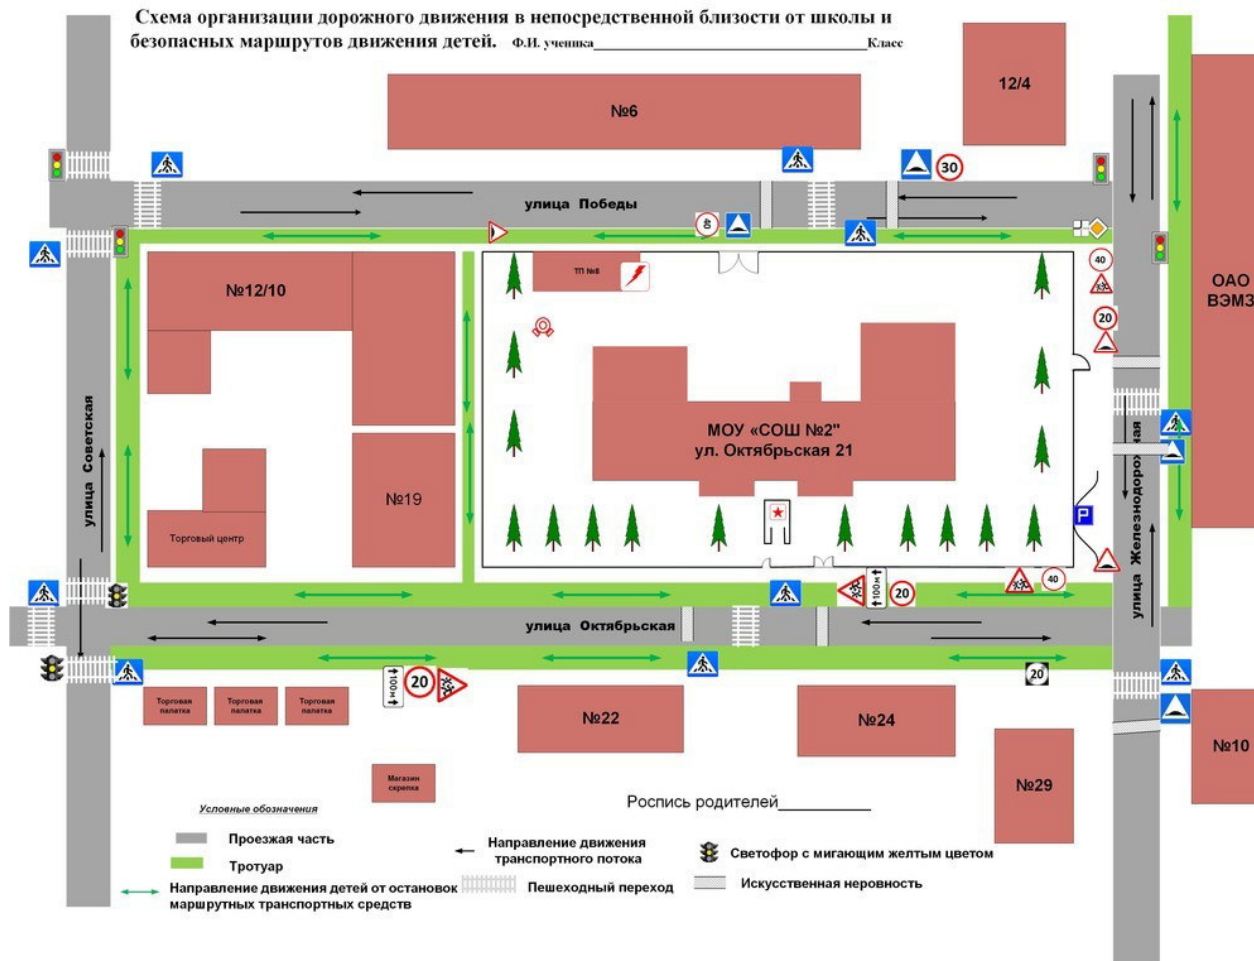 Схема организации дорожного движения в непосредственной близости от школы и
безопасных маршрутов движения детей. Ф.И. ученика____________________Класс
12/4
№6
30
улица Победы
40
ТП №8
№12/10
40
20
ОАО
ВЭМЗ
МОУ «СОШ №2"
ул. Октябрьская 21
улица Советская
улица Железнодорожная
№19
Торговый центр
P
100м
20
40
улица Октябрьская
100м
20
20
Торговая
палатка
Торговая
палатка
Торговая
палатка
№22
№24
№10
Магазин
скрепка
№29
Роспись родителей__________
Условные обозначения
Проезжая часть
Тротуар
Направление движения детей от остановок
маршрутных транспортных средств
Направление движения
транспортного потока
Пешеходный переход
Светофор с мигающим желтым цветом
Искусственная неровность